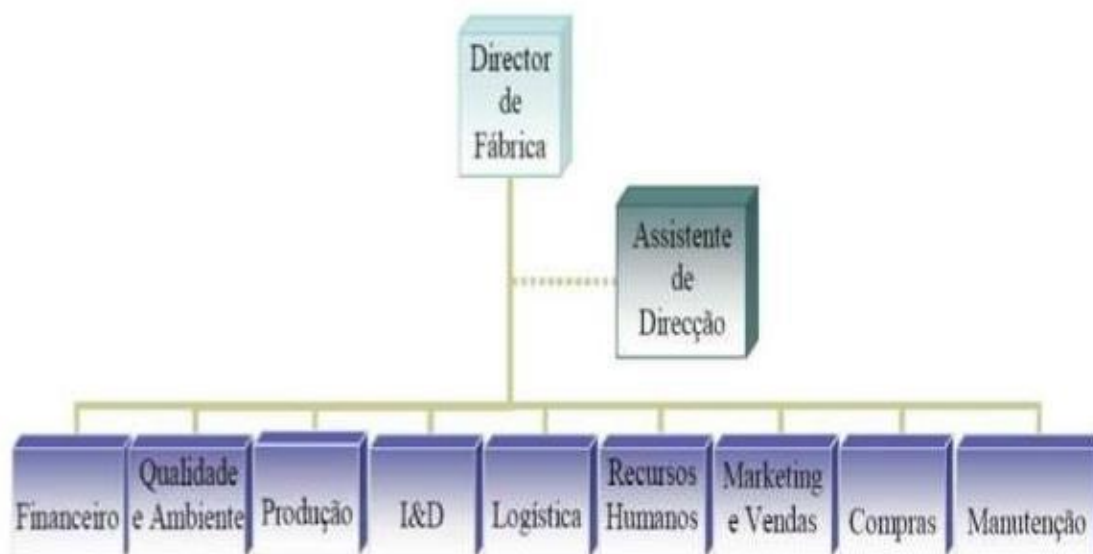 Director
de
Fábrica
Assistente
de
Direcção
Financeiro
Qualidade
e Ambiente
Produção
I&D
Logística
Recursos
Humanos
Marketing
e Vendas
Compras
Manutenção